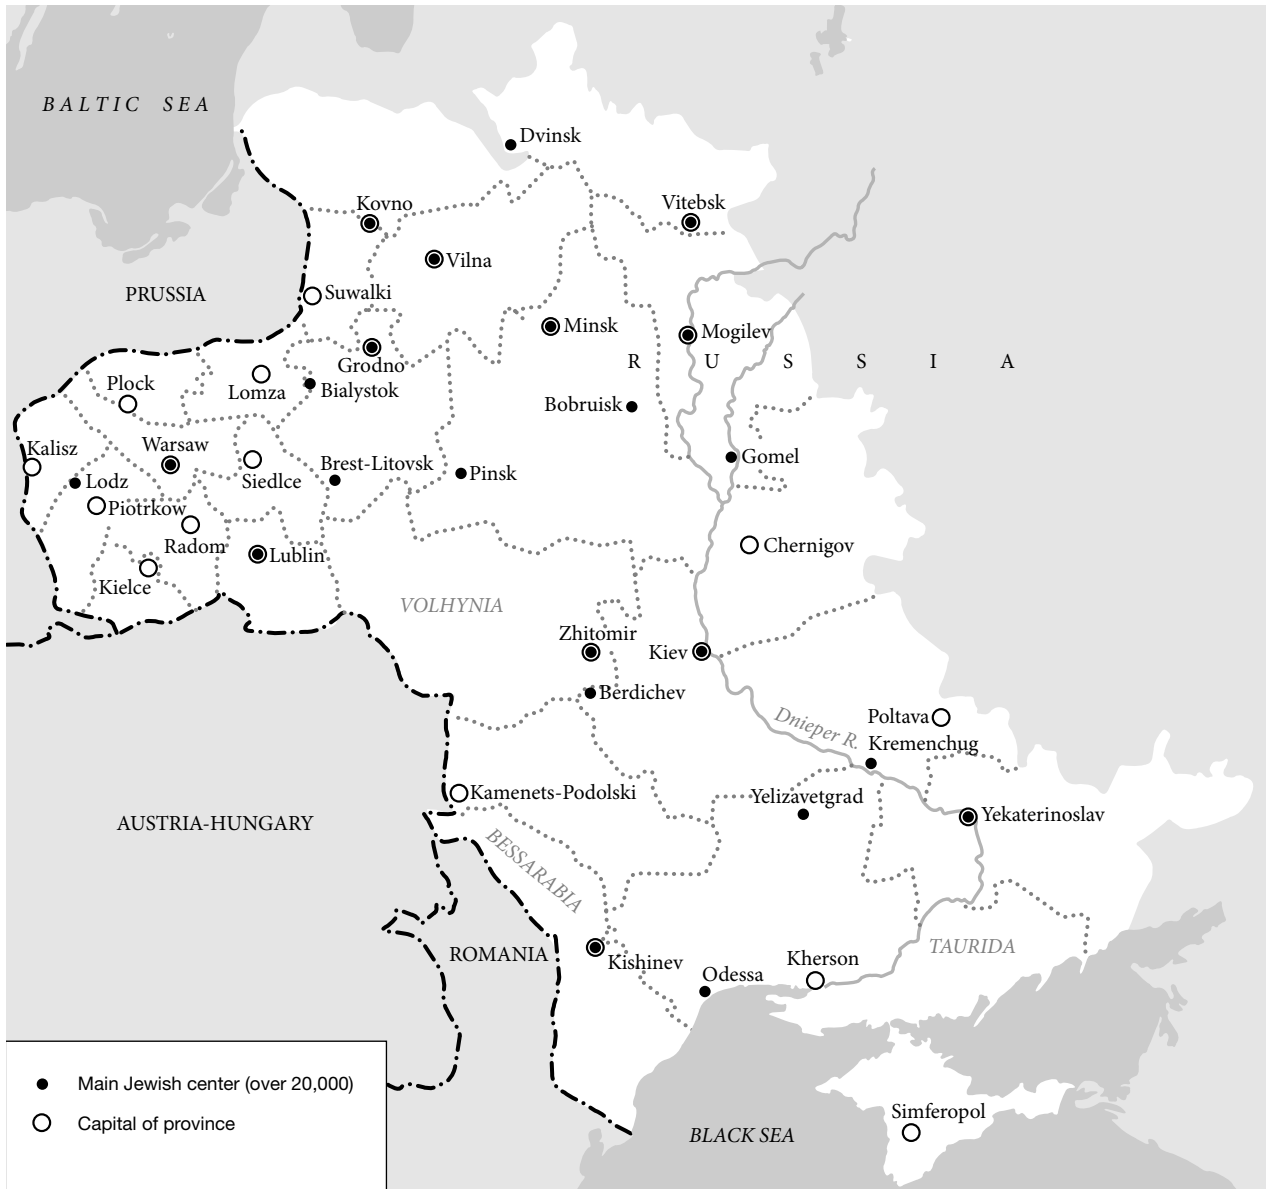 BALTIC SEA
Dvinsk
Kovno
Vitebsk
Vilna
PRUSSIA
Suwalki
Minsk
Mogilev
RUSSIA
Grodno
Plock
Lomza
Bialystok
Bobruisk
Kalisz
Warsaw
Brest-Litovsk
Gomel
Lodz
Siedlce
Pinsk
Piotrkow
Radom
Lublin
Chernigov
Kielce
VOLHYNIA
Zhitomir
Kiev
Berdichev
Dnieper R.
Poltava
Kremenchug
Kamenets-Podolski
Yelizavetgrad
Yekaterinoslav
AUSTRIA-HUNGARY
BESSARABIA
ROMANIA
Kishinev
Kherson
TAURIDA
Odessa
Main Jewish center (over 20,000)
Capital of province
Simferopol
BLACK SEA